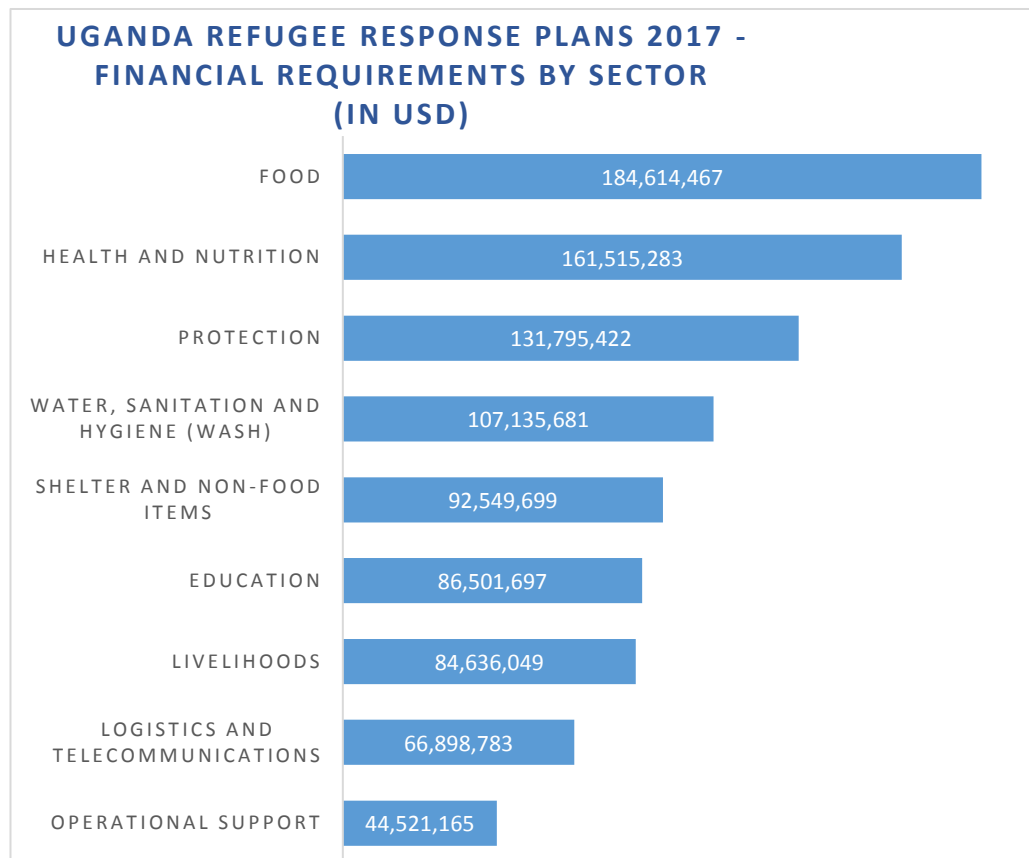 UGANDA REFUGEE RESPONSE PLANS 2017 -
FINANCIAL REQUIREMENTS BY SECTOR
(IN USD)
FOOD
184,614,467
HEALTH AND NUTRITION
161,515,283
PROTECTION
131,795,422
WATER, SANITATION AND
HYGIENE (WASH)
107,135,681
SHELTER AND NON-FOOD
ITEMS
92,549,699
EDUCATION
86,501,697
LIVELIHOODS
84,636,049
LOGISTICS AND
TELECOMMUNICATIONS
66,898,783
OPERATIONAL SUPPORT
44,521,165